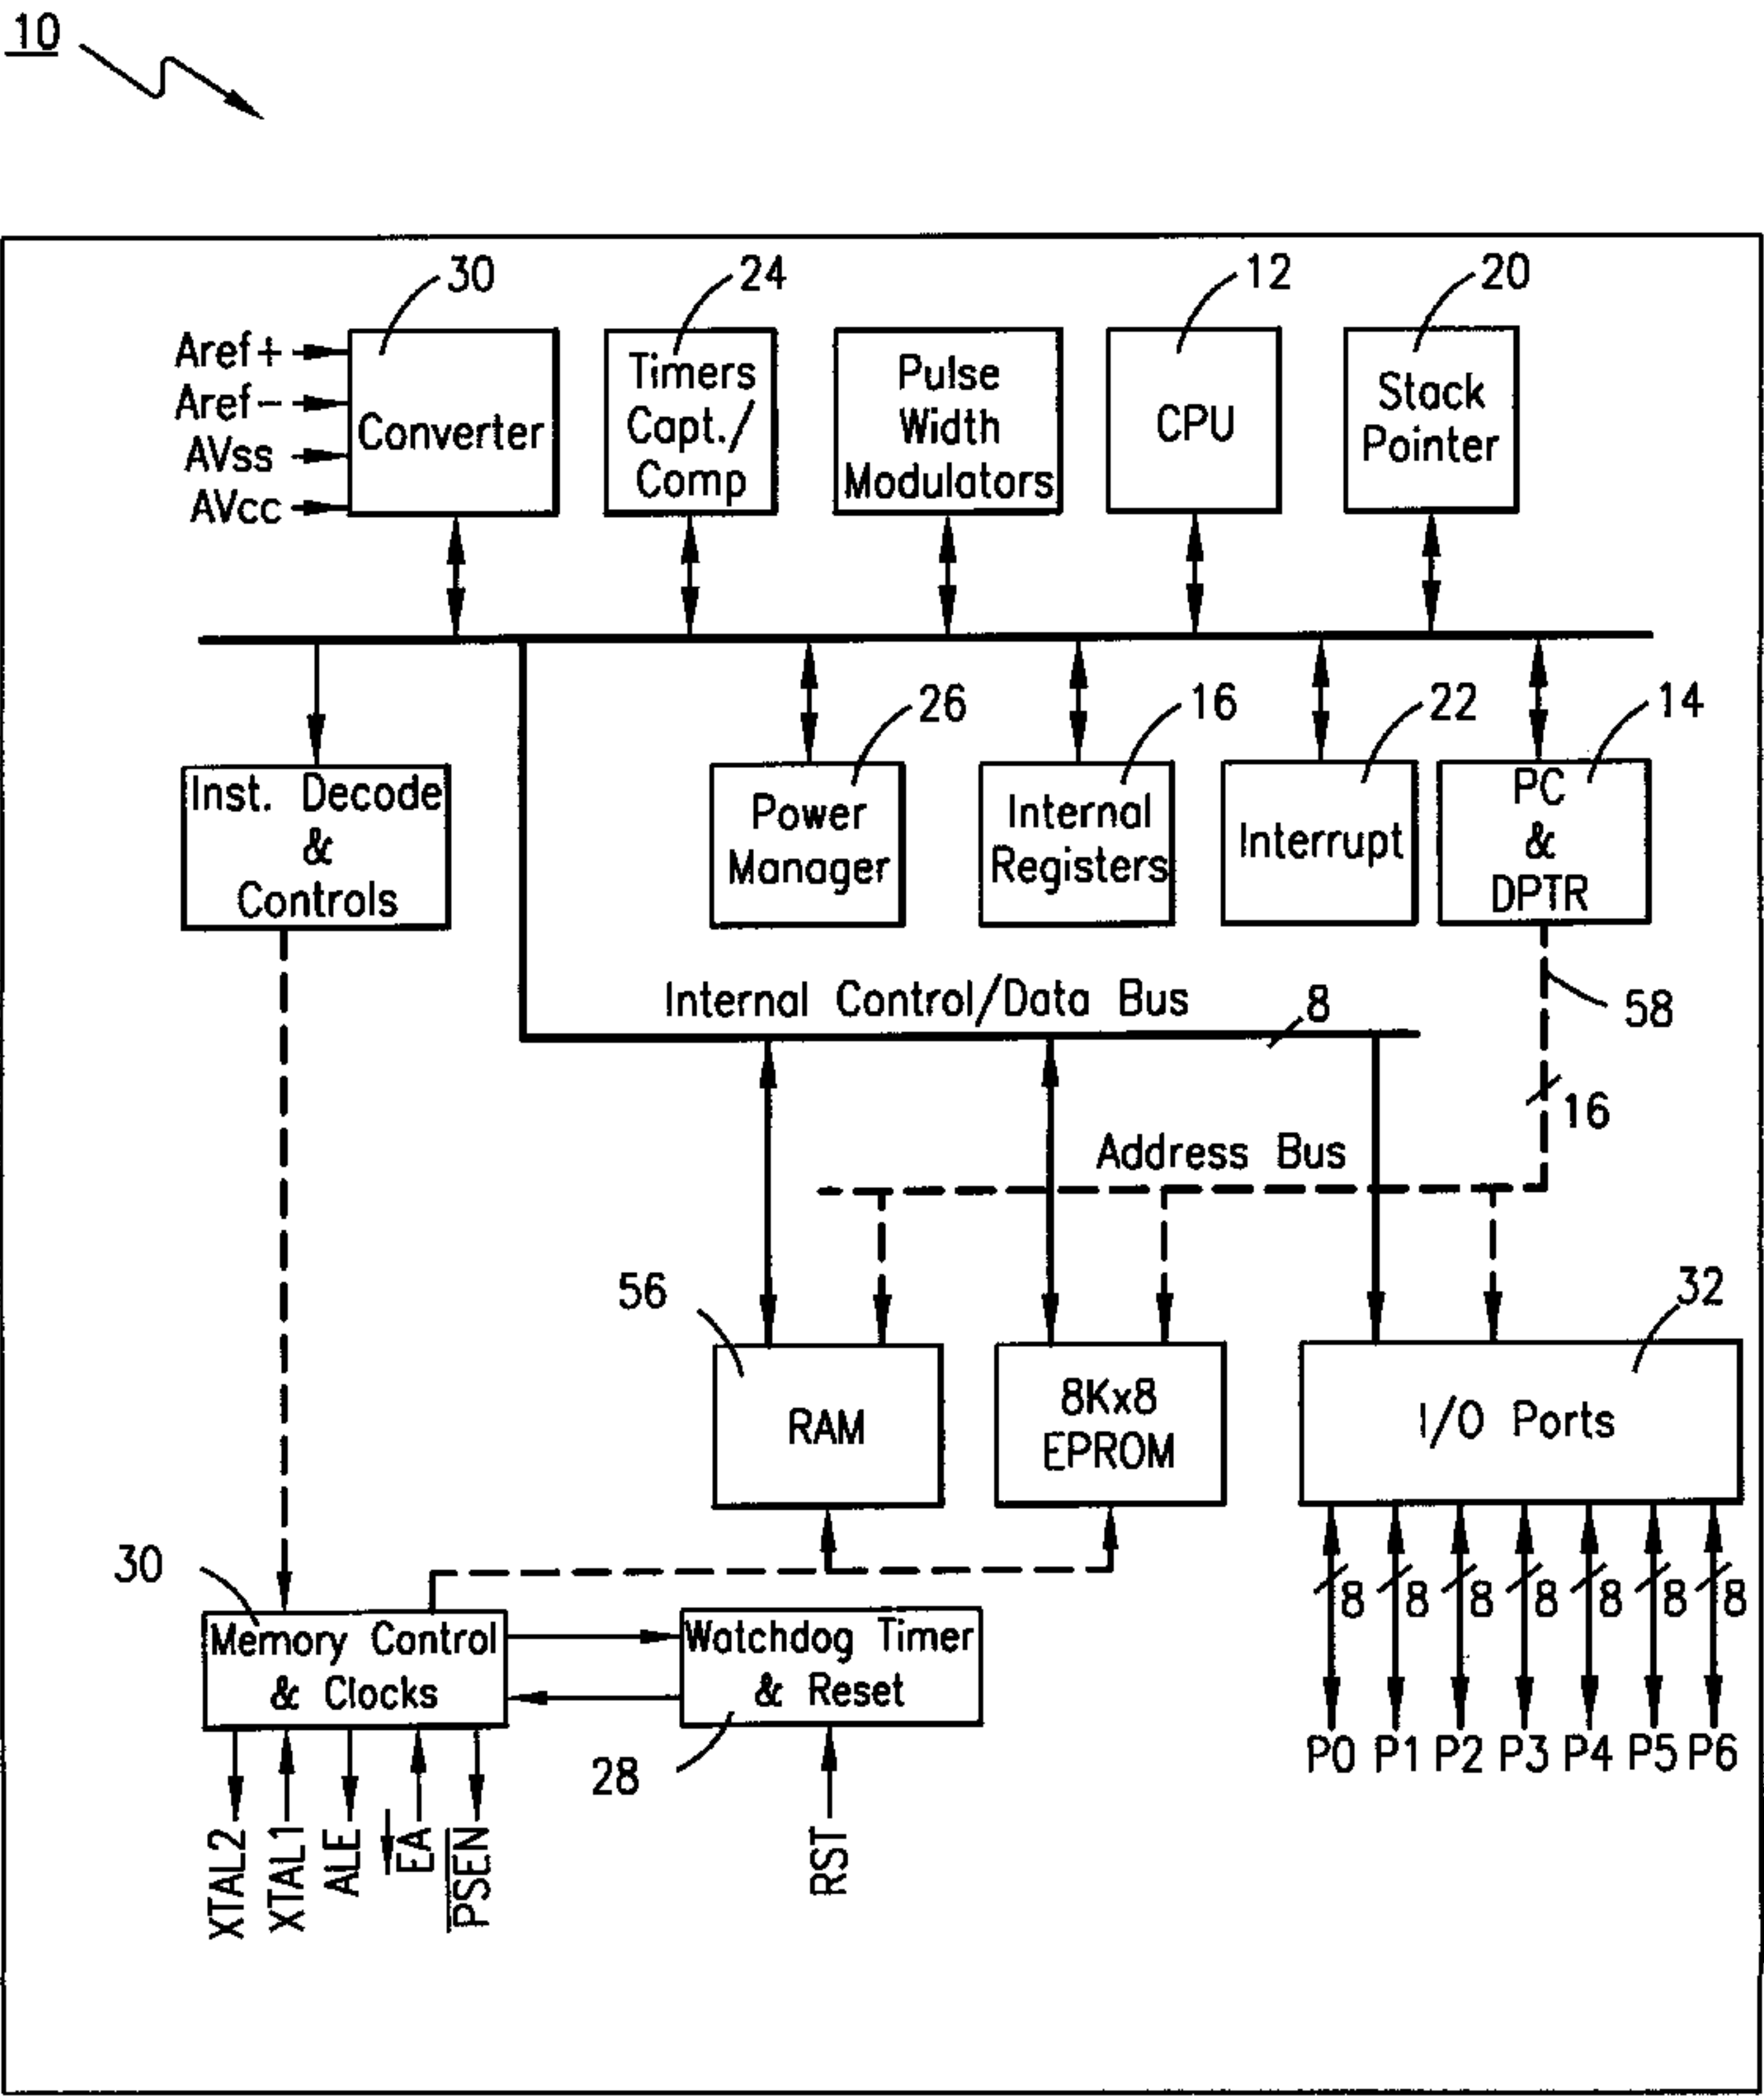 10
30
24
12
20
Aref+
Aref-
AVss
AVcc
Converter
Timers
Capt./
Comp
Pulse
Width
Modulators
CPU
Stack
Pointer
26
16
22
14
Inst. Decode
&
Controls
Power
Manager
Internal
Registers
Interrupt
PC
&
DPTR
Internal Control/Data Bus
8
58
16
Address Bus
56
32
RAM
8Kx8
EPROM
I/O Ports
30
8 8 8 8 8 8 8
Memory Control
& Clocks
Watchdog Timer
& Reset
28
P0 P1 P2 P3 P4 P5 P6
XTAL2
XTAL1
ALE
EA
PSEN
RST